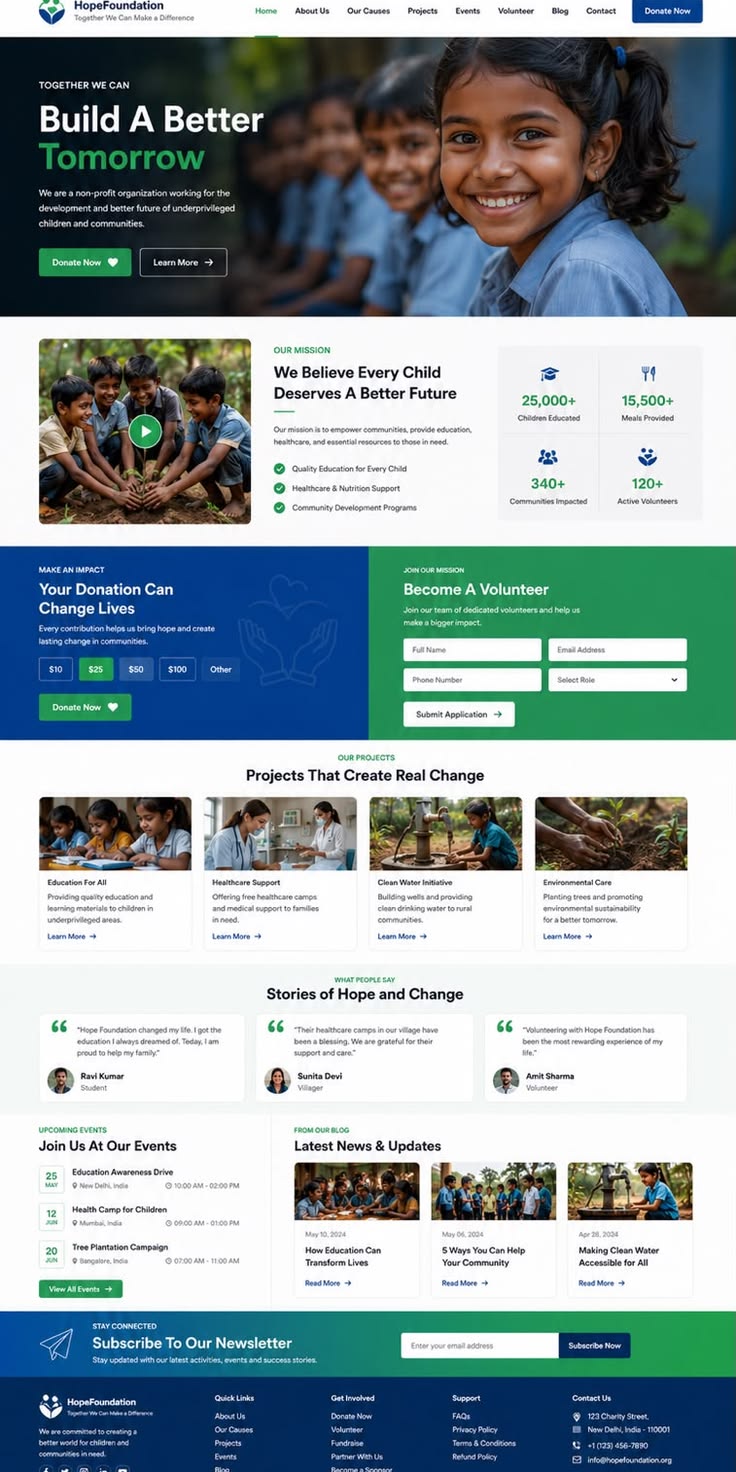 HopeFoundation
Together We Can Make a Difference
Home
About Us
Our Causes
Projects
Events
Volunteer
Blog
Contact
Donate Now
TOGETHER WE CAN
Build A Better
Tomorrow
We are a non-profit organization working for the
development and better future of underprivileged
children and communities.
Donate Now
Learn More
OUR MISSION
We Believe Every Child
Deserves A Better Future
Our mission is to empower communities, provide education,
healthcare, and essential resources to those in need.
Quality Education for Every Child
Healthcare & Nutrition Support
Community Development Programs
25,000+
Children Educated
15,500+
Meals Provided
340+
Communities Impacted
120+
Active Volunteers
MAKE AN IMPACT
Your Donation Can
Change Lives
Every contribution helps us bring hope and create
lasting change in communities.
$10
$25
$50
$100
Other
Donate Now
JOIN OUR MISSION
Become A Volunteer
Join our team of dedicated volunteers and help us
make a bigger impact.
Full Name
Email Address
Phone Number
Select Role
Submit Application
OUR PROJECTS
Projects That Create Real Change
Education For All
Providing quality education and
learning materials to children in
underprivileged areas.
Learn More
Healthcare Support
Offering free healthcare camps
and medical support to families
in need.
Learn More
Clean Water Initiative
Building wells and providing
clean drinking water to rural
communities.
Learn More
Environmental Care
Planting trees and promoting
environmental sustainability
for a better tomorrow.
Learn More
WHAT PEOPLE SAY
Stories of Hope and Change
"Hope Foundation changed my life. I got the
education I always dreamed of. Today, I am
proud to help my family."
Ravi Kumar
Student
"Their healthcare camps in our village have
been a blessing. We are grateful for their
support and care."
Sunita Devi
Villager
"Volunteering with Hope Foundation has
been the most rewarding experience of my
life."
Amit Sharma
Volunteer
UPCOMING EVENTS
Join Us At Our Events
25
MAY
Education Awareness Drive
New Delhi, India
10:00 AM - 02:00 PM
12
JUN
Health Camp for Children
Mumbai, India
09:00 AM - 01:00 PM
20
JUN
Tree Plantation Campaign
Bangalore, India
07:00 AM - 11:00 AM
View All Events
FROM OUR BLOG
Latest News & Updates
May 10, 2024
How Education Can
Transform Lives
Read More
May 06, 2024
5 Ways You Can Help
Your Community
Read More
Apr 28, 2024
Making Clean Water
Accessible for All
Read More
STAY CONNECTED
Subscribe To Our Newsletter
Stay updated with our latest activities, events and success stories.
Enter your email address
Subscribe Now
HopeFoundation
Together We Can Make a Difference
We are committed to creating a
better world for children and
communities in need.
Quick Links
About Us
Our Causes
Projects
Events
Blog
Get Involved
Donate Now
Volunteer
Fundraise
Partner With Us
Become a Sponsor
Support
FAQs
Privacy Policy
Terms & Conditions
Refund Policy
Contact Us
123 Charity Street,
New Delhi, India - 110001
+1 (123) 456-7890
info@hopefoundation.org